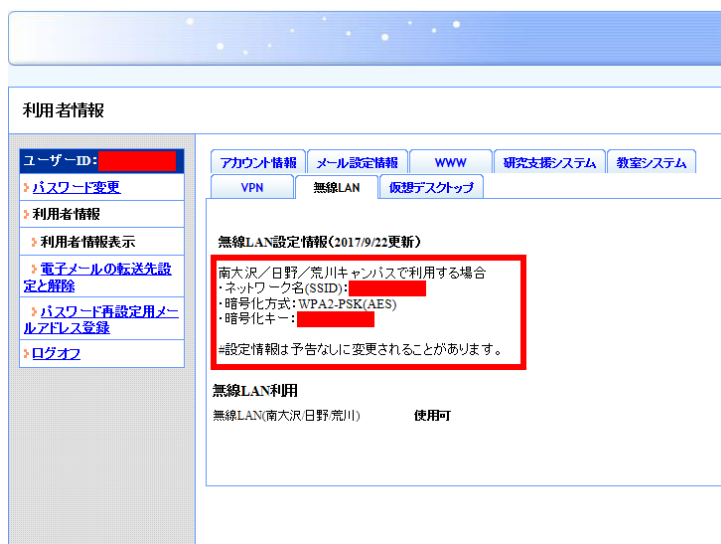 利用者情報
ユーザーID:
パスワード変更
利用者情報
利用者情報表示
電子メールの転送先設
定と解除
パスワード再設定用メー
ルアドレス登録
ログオフ
アカウント情報 メール設定情報 WWW 研究支援システム 教室システム
VPN 無線LAN 仮想デスクトップ
無線LAN設定情報(2017/9/22更新)
南大沢／日野／荒川キャンパスで利用する場合
・ネットワーク名(SSID):
・暗号化方式:WPA2-PSK(AES)
・暗号化キー:
#設定情報は予告なしに変更されることがあります。
無線LAN利用
無線LAN(南大沢/日野/荒川) 使用可